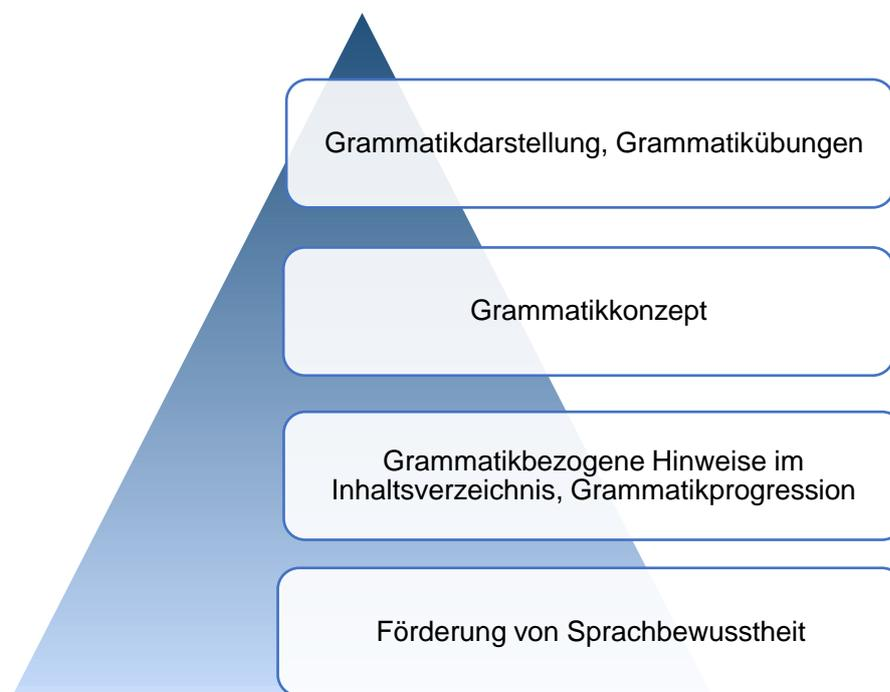 Grammatikdarstellung, Grammatikübungen
Grammatikkonzept
Grammatikbezogene Hinweise im
Inhaltsverzeichnis, Grammatikprogression
Förderung von Sprachbewusstheit